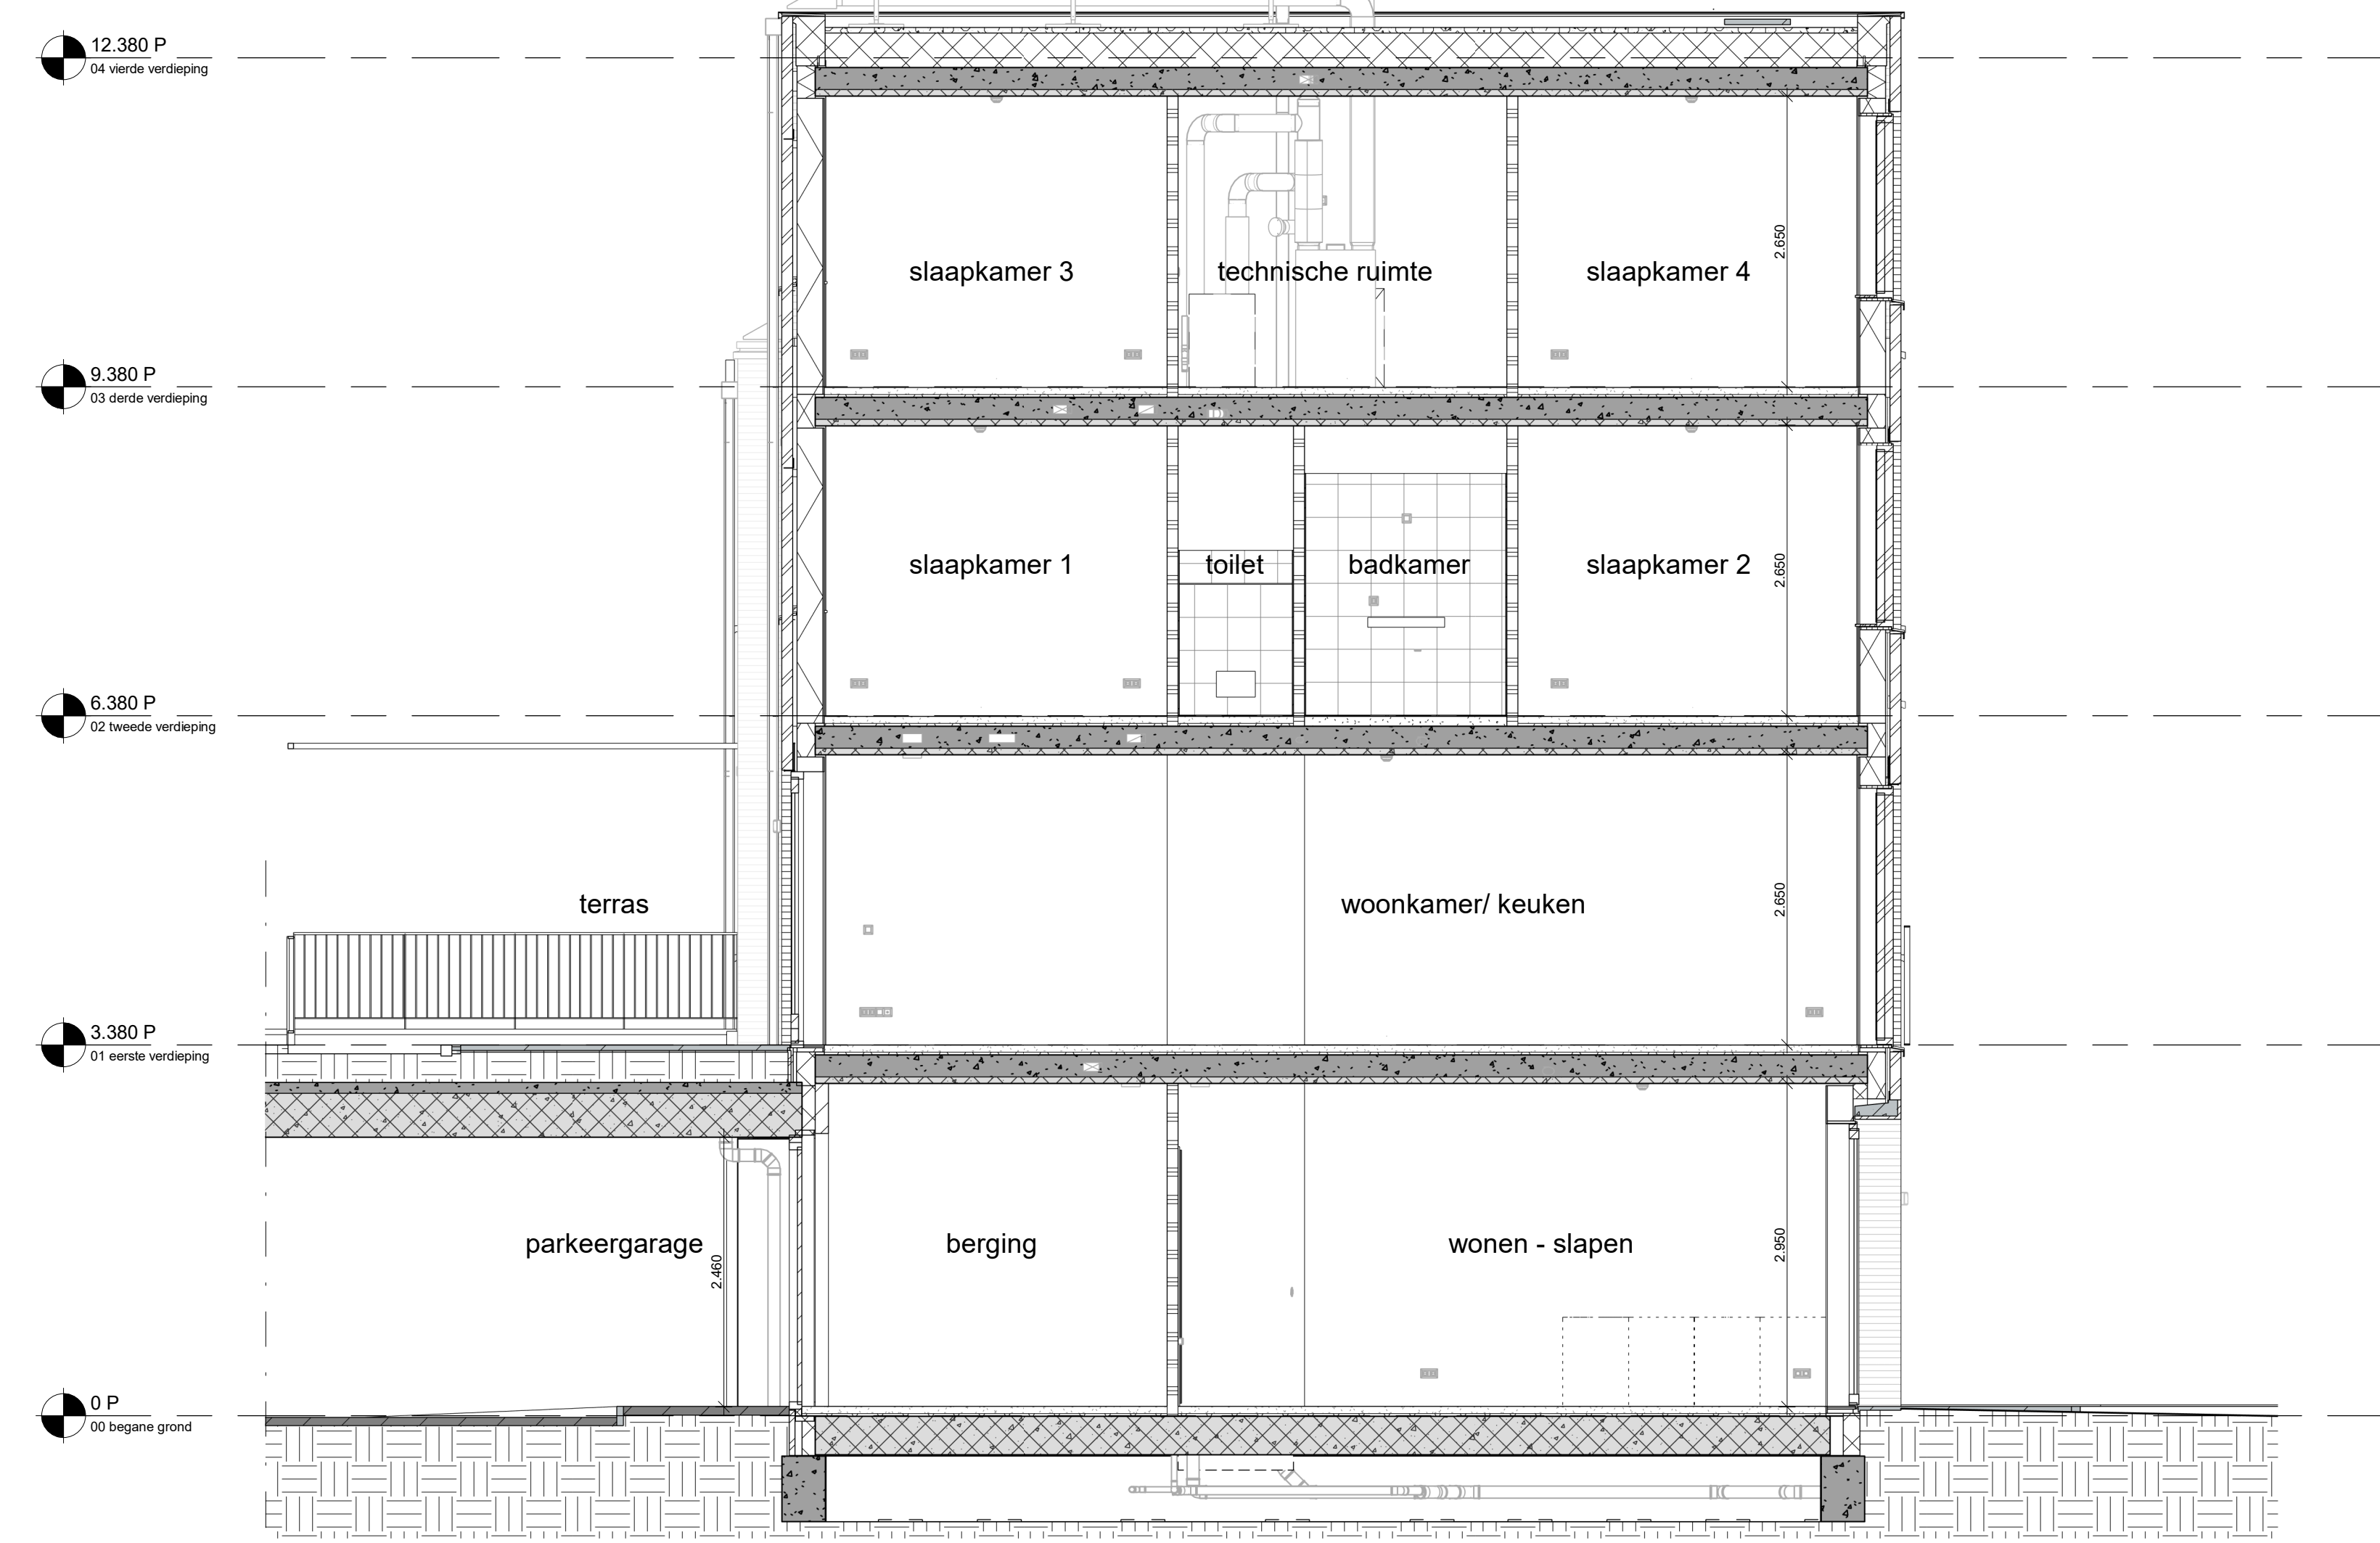 12.380 P
04 vierde verdieping
slaapkamer 3
technische ruimte
slaapkamer 4
2.650
9.380 P
03 derde verdieping
slaapkamer 1
toilet
badkamer
slaapkamer 2
2.650
6.380 P
02 tweede verdieping
terras
woonkamer/ keuken
2.650
3.380 P
01 eerste verdieping
parkeergarage
2.460
berging
wonen - slapen
2.950
0 P
00 begane grond